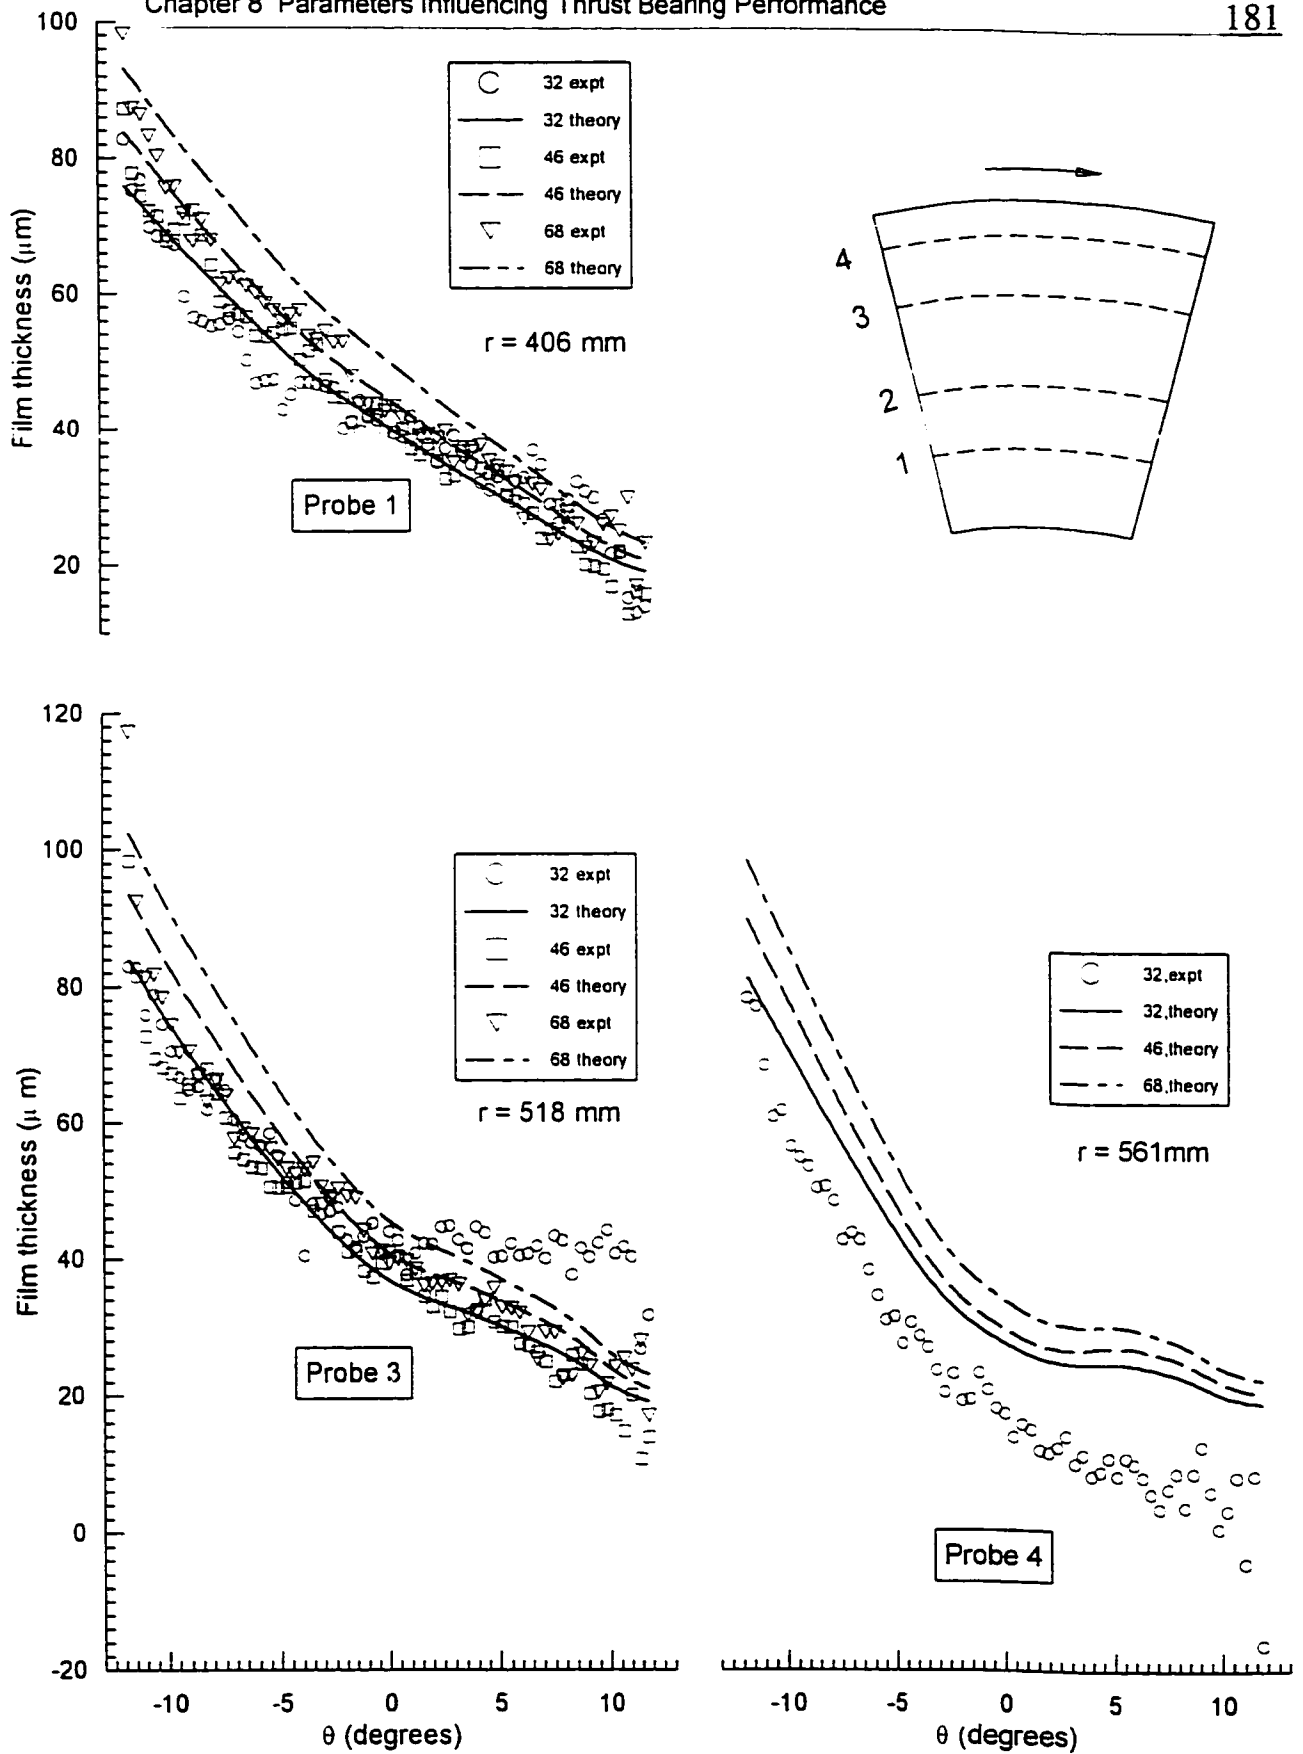 Chapter 8 Parameters Influencing Thrust Bearing Performance
181
100
80
60
40
20
Film thickness (μm)
32 expt
32 theory
46 expt
46 theory
68 expt
68 theory
r = 406 mm
Probe 1
4
3
2
1
120
100
80
60
40
20
0
-20
Film thickness (μ m)
32 expt
32 theory
46 expt
46 theory
68 expt
68 theory
r = 518 mm
Probe 3
-10
-5
0
5
10
θ (degrees)
32,expt
32,theory
46,theory
68,theory
r = 561mm
Probe 4
-10
-5
0
5
10
θ (degrees)